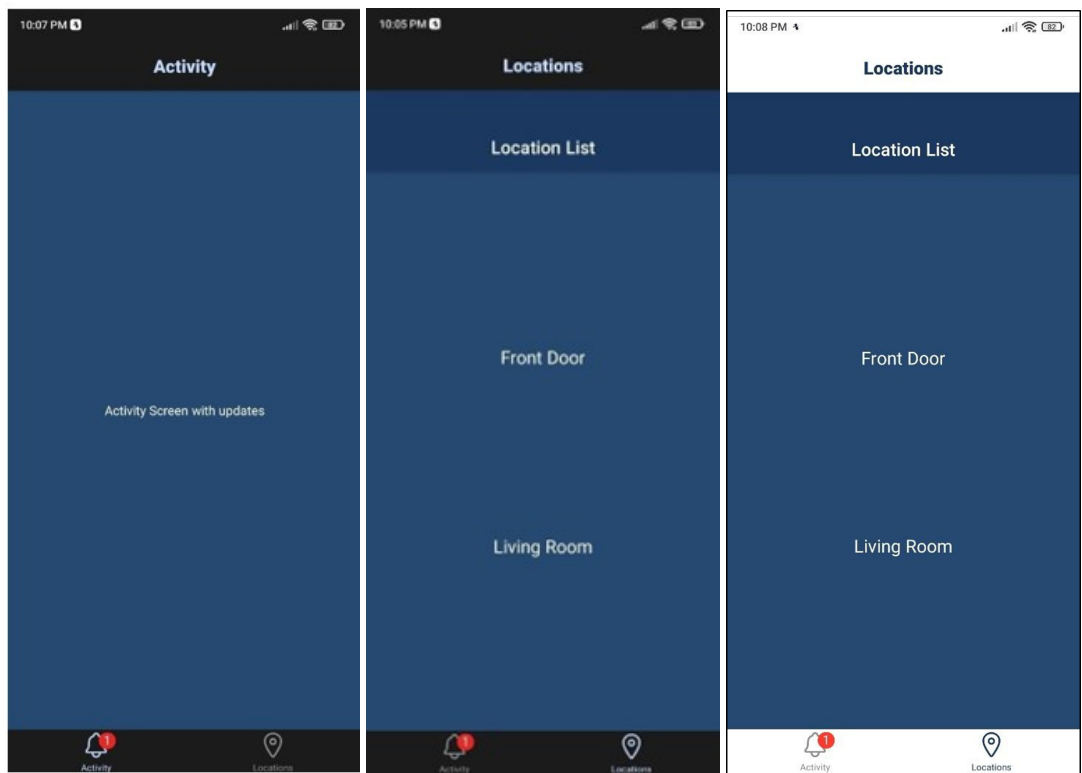 10:07 PM
82
Activity
Activity Screen with updates
1
Activity
Locations
10:05 PM
Locations
Location List
Front Door
Living Room
1
Activity
Locations
10:08 PM
82
Locations
Location List
Front Door
Living Room
1
Activity
Locations